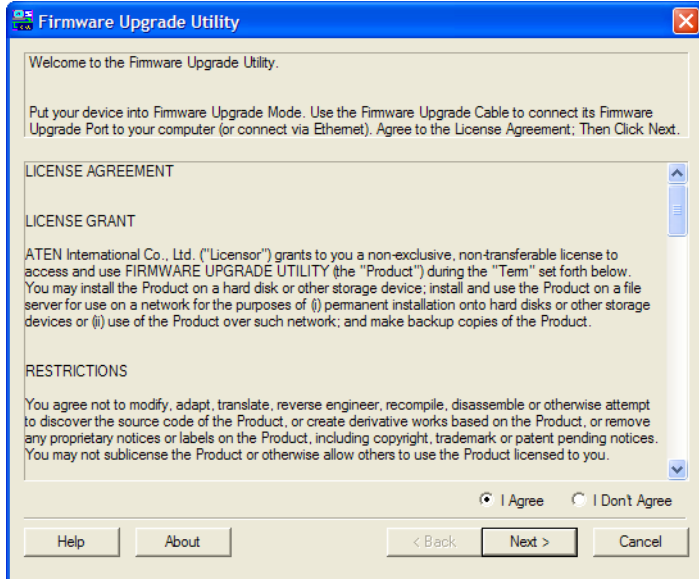 Firmware Upgrade Utility
Welcome to the Firmware Upgrade Utility.
Put your device into Firmware Upgrade Mode. Use the Firmware Upgrade Cable to connect its Firmware
Upgrade Port to your computer (or connect via Ethernet). Agree to the License Agreement; Then Click Next.
LICENSE AGREEMENT
LICENSE GRANT
ATEN International Co., Ltd. ("Licensor") grants to you a non-exclusive, non-transferable license to
access and use FIRMWARE UPGRADE UTILITY (the "Product") during the "Term" set forth below.
You may install the Product on a hard disk or other storage device; install and use the Product on a file
server for use on a network for the purposes of (i) permanent installation onto hard disks or other storage
devices or (ii) use of the Product over such network; and make backup copies of the Product.
RESTRICTIONS
You agree not to modify, adapt, translate, reverse engineer, recompile, disassemble or otherwise attempt
to discover the source code of the Product, or create derivative works based on the Product, or remove
any proprietary notices or labels on the Product, including copyright, trademark or patent pending notices.
You may not sublicense the Product or otherwise allow others to use the Product licensed to you.
I Agree I Don't Agree
Help About < Back Next > Cancel